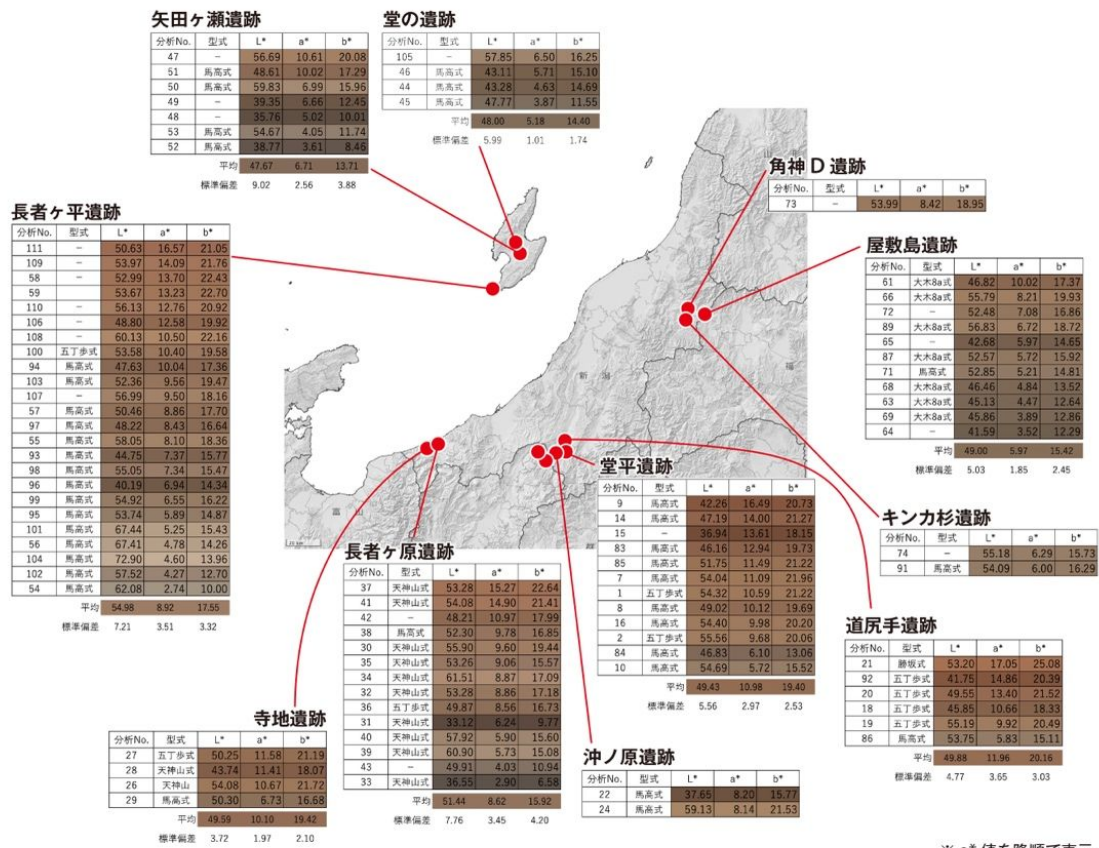 矢田ヶ瀬遺跡
分析No. 型式 L* a* b*
47 − 56.69 10.61 20.08
51 馬高式 48.61 10.02 17.29
50 馬高式 59.83 6.99 15.96
49 − 39.35 6.66 12.45
48 − 35.76 5.02 10.01
53 馬高式 54.67 4.05 11.74
52 馬高式 38.77 3.61 8.46
平均 47.67 6.71 13.71
標準偏差 9.02 2.56 3.88
堂の遺跡
分析No. 型式 L* a* b*
105 − 57.85 6.50 16.25
46 馬高式 43.11 5.71 15.10
44 馬高式 43.28 4.63 14.69
45 馬高式 47.77 3.87 11.55
平均 48.00 5.18 14.40
標準偏差 5.99 1.01 1.74
角神D遺跡
分析No. 型式 L* a* b*
73 − 53.99 8.42 18.95
長者ヶ平遺跡
分析No. 型式 L* a* b*
111 − 50.63 16.57 21.05
109 − 53.97 14.09 21.76
58 − 52.99 13.70 22.43
59 53.67 13.23 22.70
110 − 56.13 12.76 20.92
106 − 48.80 12.58 19.92
108 − 60.13 10.50 22.16
100 五丁歩式 53.58 10.40 19.58
94 馬高式 47.63 10.04 17.36
103 馬高式 52.36 9.56 19.47
107 − 56.99 9.50 18.16
57 馬高式 50.46 8.86 17.70
97 馬高式 48.22 8.43 16.64
55 馬高式 58.05 8.10 18.36
93 馬高式 44.75 7.37 15.77
98 馬高式 55.05 7.34 15.47
96 馬高式 40.19 6.94 14.34
99 馬高式 54.92 6.55 16.22
95 馬高式 53.74 5.89 14.87
101 馬高式 67.44 5.25 15.43
56 馬高式 67.41 4.78 14.26
104 馬高式 72.90 4.60 13.96
102 馬高式 57.52 4.27 12.70
54 馬高式 62.08 2.74 10.00
平均 54.98 8.92 17.55
標準偏差 7.21 3.51 3.32
屋敷島遺跡
分析No. 型式 L* a* b*
61 大木8a式 46.82 10.02 17.37
66 大木8a式 55.79 8.21 19.93
72 − 52.48 7.08 16.86
89 大木8a式 56.83 6.72 18.72
65 − 42.68 5.97 14.65
87 大木8a式 52.57 5.72 15.92
71 馬高式 52.85 5.21 14.81
68 大木8a式 46.46 4.84 13.52
63 大木8a式 45.13 4.47 12.64
69 大木8a式 45.86 3.89 12.86
64 − 41.59 3.52 12.29
平均 49.00 5.97 15.42
標準偏差 5.03 1.85 2.45
新 潟
福
富 山
堂平遺跡
分析No. 型式 L* a* b*
9 馬高式 42.26 16.49 20.73
14 馬高式 47.19 14.00 21.27
15 − 36.94 13.61 18.15
83 馬高式 46.16 12.94 19.73
85 馬高式 51.75 11.49 21.22
7 馬高式 54.04 11.09 21.96
1 五丁歩式 54.32 10.59 21.22
8 馬高式 49.02 10.12 19.69
16 馬高式 54.40 9.98 20.20
2 五丁歩式 55.56 9.68 20.06
84 馬高式 46.83 6.10 13.06
10 馬高式 54.69 5.72 15.52
平均 49.43 10.98 19.40
標準偏差 5.56 2.97 2.53
キンカ杉遺跡
分析No. 型式 L* a* b*
74 − 55.18 6.29 15.73
91 馬高式 54.09 6.00 16.29
長者ヶ原遺跡
分析No. 型式 L* a* b*
37 天神山式 53.28 15.27 22.64
41 天神山式 54.08 14.90 21.41
42 − 48.21 10.97 17.99
38 馬高式 52.30 9.78 16.85
30 天神山式 55.90 9.60 19.44
35 天神山式 53.26 9.06 15.57
34 天神山式 61.51 8.87 17.09
32 天神山式 53.28 8.86 17.18
36 五丁歩式 49.87 8.56 16.73
31 天神山式 33.12 6.24 9.77
40 天神山式 57.92 5.90 15.60
39 天神山式 60.90 5.73 15.08
43 − 49.91 4.03 10.94
33 天神山式 36.55 2.90 6.58
平均 51.44 8.62 15.92
標準偏差 7.76 3.45 4.20
道尻手遺跡
分析No. 型式 L* a* b*
21 勝坂式 53.20 17.05 25.08
92 五丁歩式 41.75 14.86 20.39
20 五丁歩式 49.55 13.40 21.52
18 五丁歩式 45.85 10.66 18.33
19 五丁歩式 55.19 9.92 20.49
86 馬高式 53.75 5.83 15.11
平均 49.88 11.96 20.16
標準偏差 4.77 3.65 3.03
寺地遺跡
分析No. 型式 L* a* b*
27 五丁歩式 50.25 11.58 21.19
28 天神山式 43.74 11.41 18.07
26 天神山 54.08 10.67 21.72
29 馬高式 50.30 6.73 16.68
平均 49.59 10.10 19.42
標準偏差 3.72 1.97 2.10
沖ノ原遺跡
分析No. 型式 L* a* b*
22 馬高式 37.65 8.20 15.77
24 馬高式 59.13 8.14 21.53